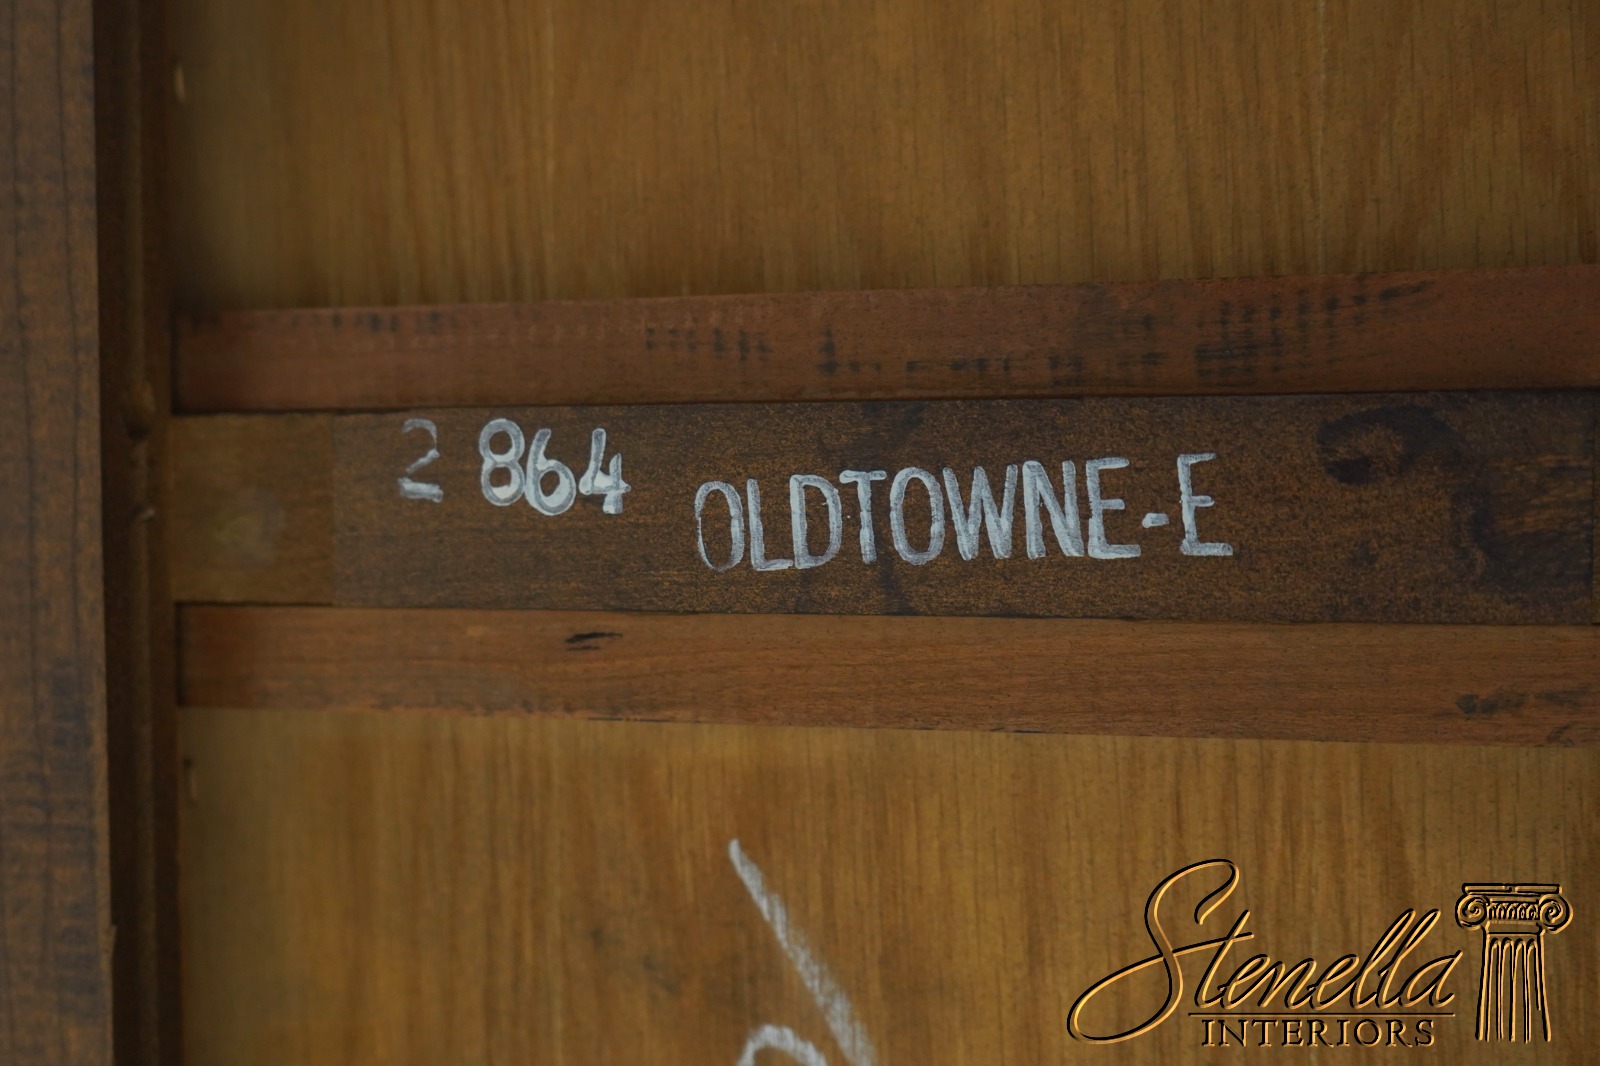 2 864 OLDTOWNE-E
Stenella
INTERIORS